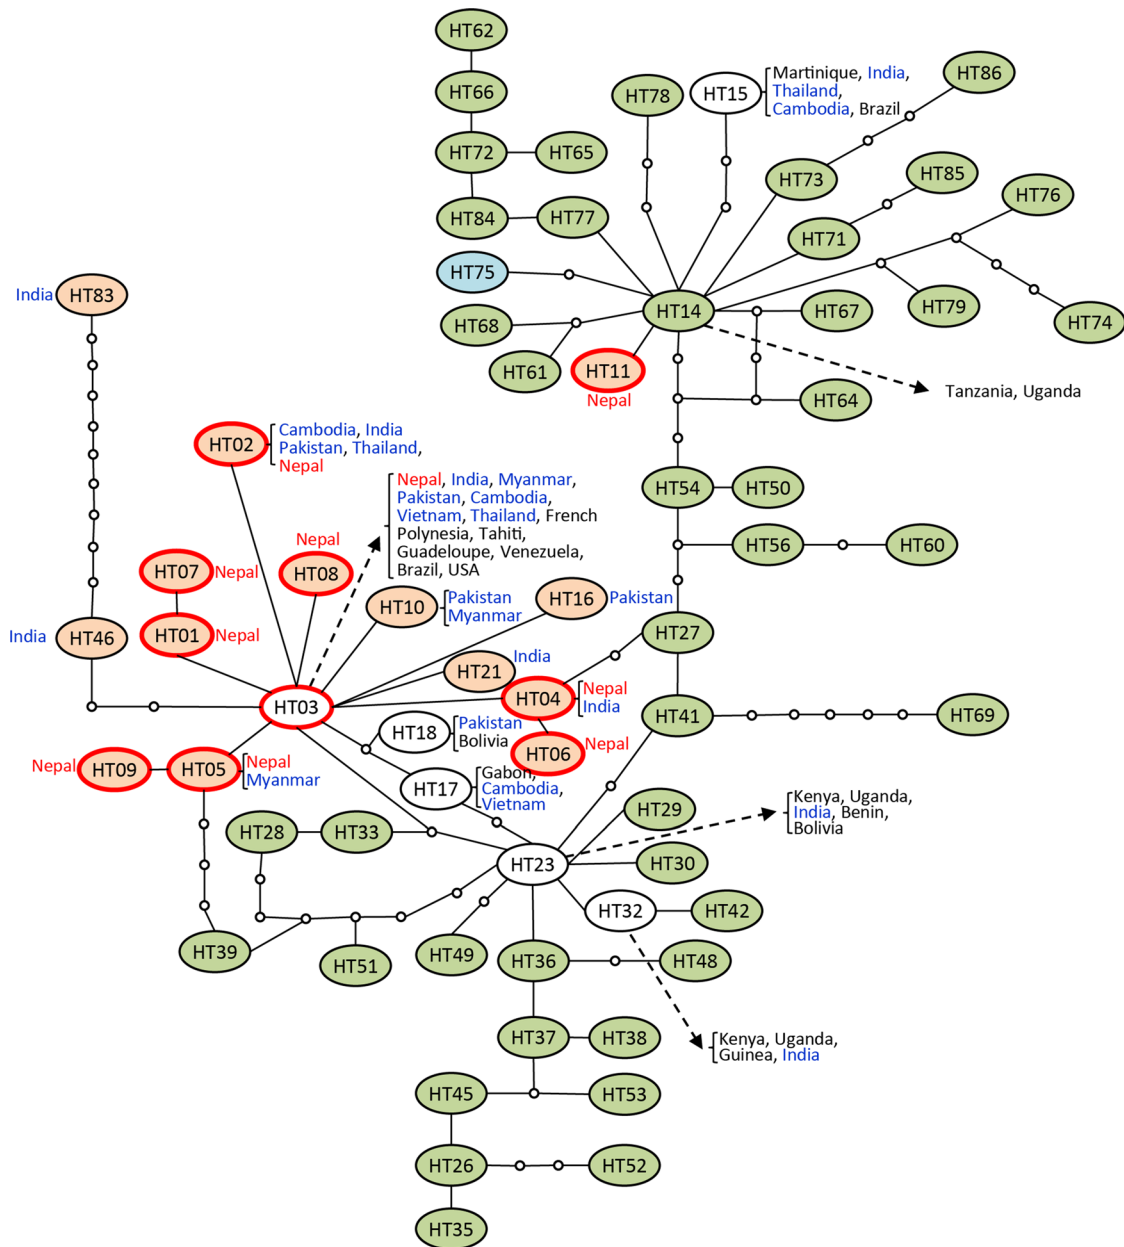 HT62
HT66
HT72
HT65
HT84
HT77
HT75
HT68
HT61
HT78
HT15
Martinique, India,
Thailand,
Cambodia, Brazil
HT86
HT73
HT85
HT71
HT76
HT14
HT67
HT79
HT74
HT11
Nepal
HT64
Tanzania, Uganda
India
HT83
HT02
Cambodia, India
Pakistan, Thailand,
Nepal
Nepal, India, Myanmar,
Pakistan, Cambodia,
Vietnam, Thailand, French
Polynesia, Tahiti,
Guadeloupe, Venezuela,
Brazil, USA
HT54
HT50
HT56
HT60
HT07
Nepal
Nepal
HT08
HT10
Pakistan
Myanmar
HT16
Pakistan
India
HT46
HT01
Nepal
HT27
HT21
India
HT04
Nepal
India
HT03
HT41
HT69
HT18
Pakistan
Bolivia
HT06
Nepal
Nepal
HT09
HT05
Nepal
Myanmar
HT17
Gabon,
Cambodia,
Vietnam
HT28
HT33
HT29
Kenya, Uganda,
India, Benin,
Bolivia
HT23
HT30
HT32
HT42
HT39
HT51
HT49
HT36
HT48
HT37
HT38
Kenya, Uganda,
Guinea, India
HT45
HT53
HT26
HT52
HT35